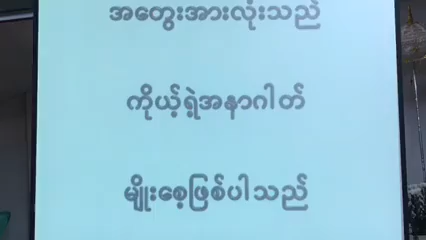 အတွေးအားလုံးသည်
ကိုယ့်ရဲ့အနာဂါတ်
မျိုးစေ့ဖြစ်ပါသည်